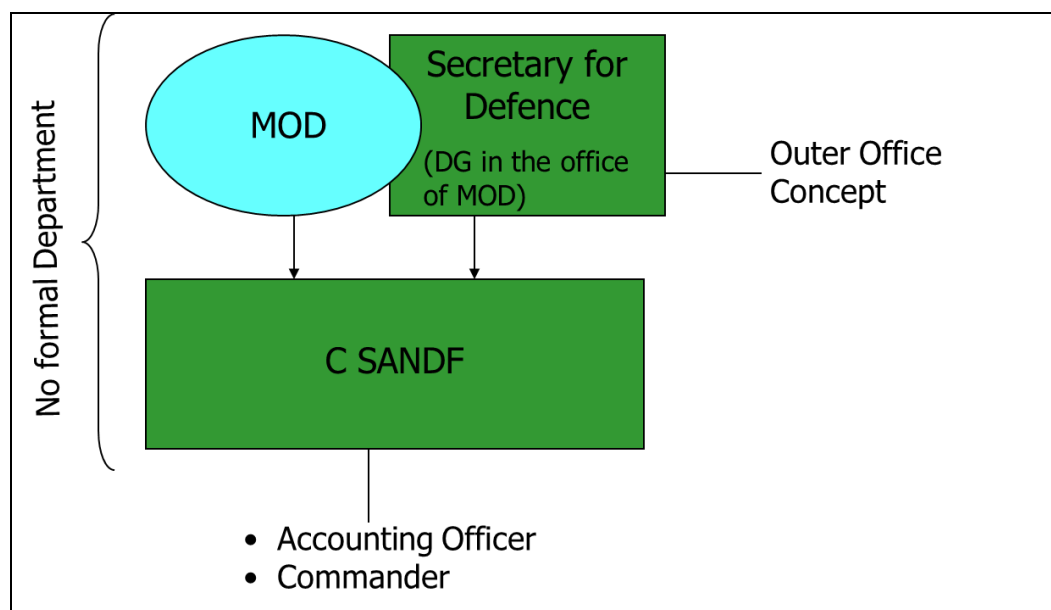 No formal Department
MOD
Secretary for
Defence
(DG in the office
of MOD)
Outer Office
Concept
C SANDF
• Accounting Officer
• Commander